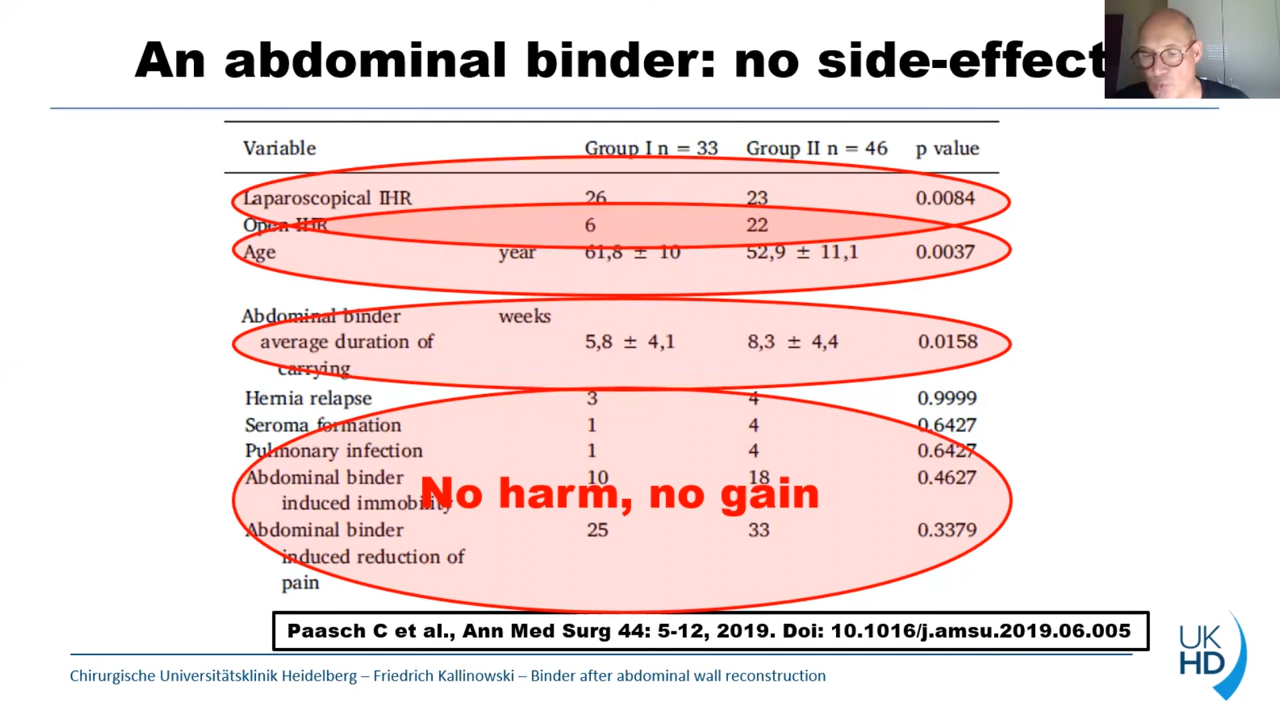 An abdominal binder: no side-effect
Variable Group I n = 33 Group II n = 46 p value
Laparoscopical IHR 26 23 0.0084
Open IHR 6 22
Age year 61,8 ± 10 52,9 ± 11,1 0.0037
Abdominal binder weeks
average duration of 5,8 ± 4,1 8,3 ± 4,4 0.0158
carrying
Hernia relapse 3 4 0.9999
Seroma formation 1 4 0.6427
Pulmonary infection 1 4 0.6427
Abdominal binder 10 18 0.4627
induced immobility
No harm, no gain
Abdominal binder 25 33 0.3379
induced reduction of
pain
Paasch C et al., Ann Med Surg 44: 5-12, 2019. Doi: 10.1016/j.amsu.2019.06.005
Chirurgische Universitätsklinik Heidelberg – Friedrich Kallinowski – Binder after abdominal wall reconstruction
UK
HD